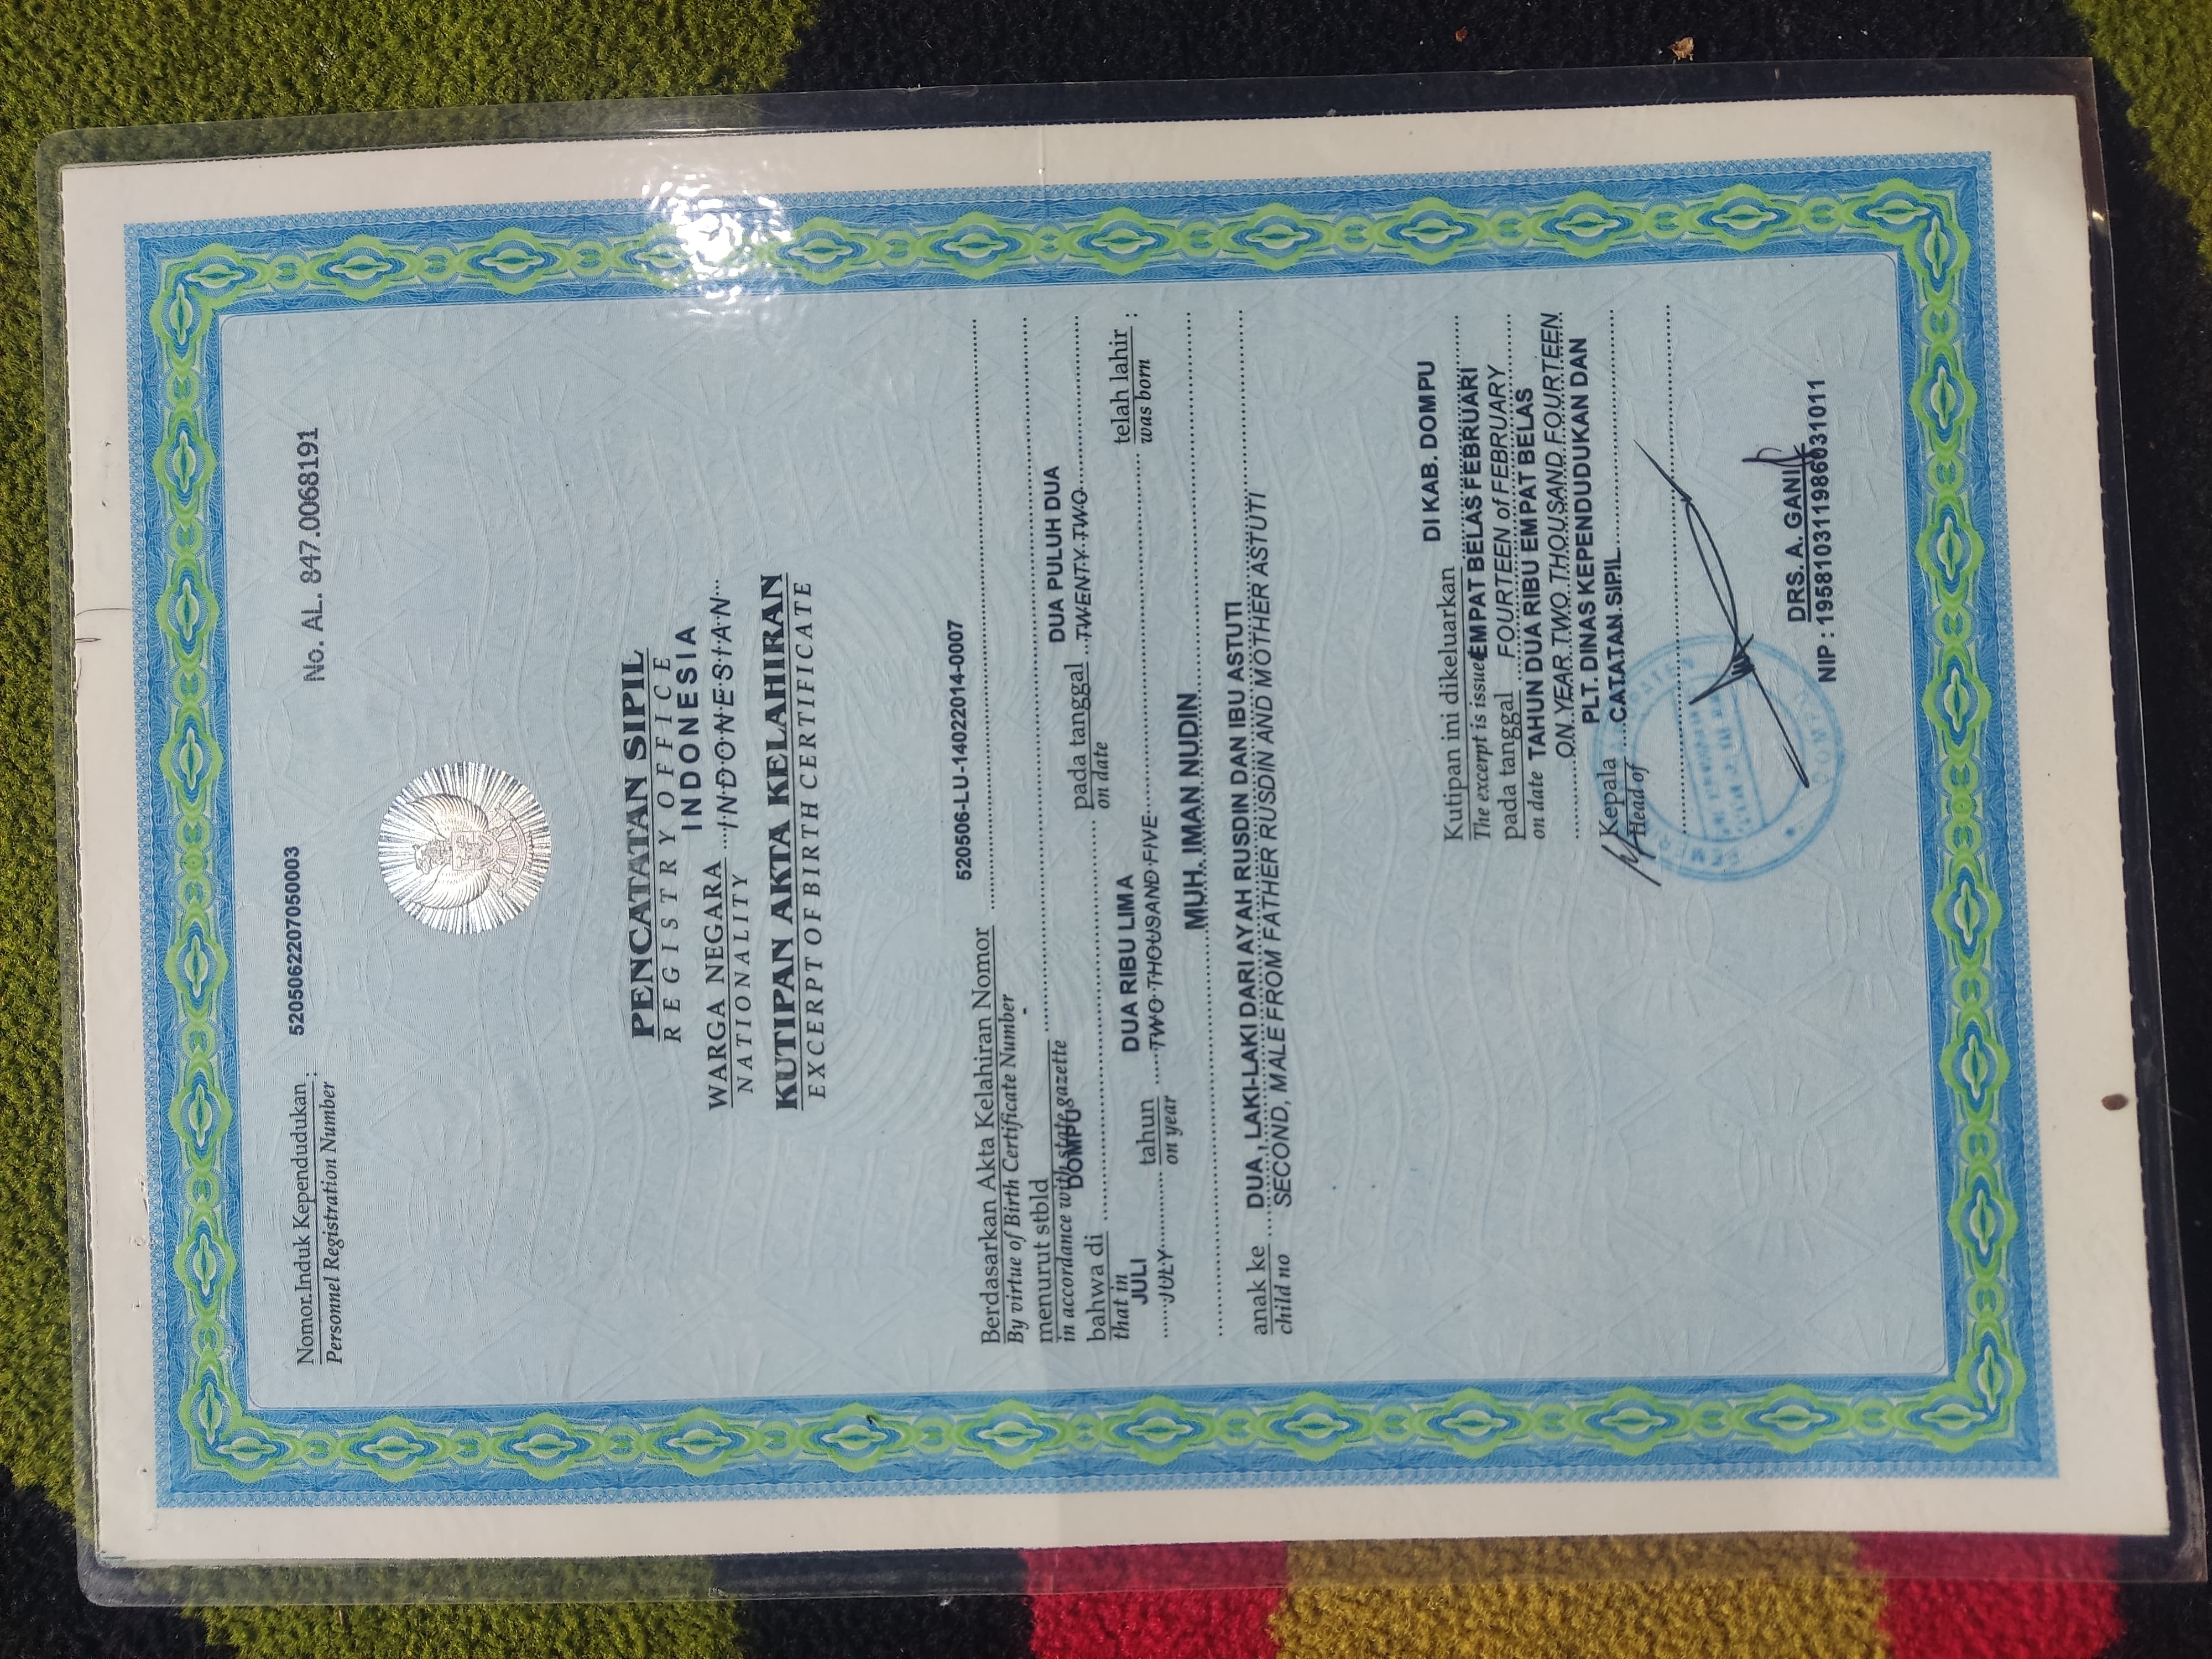 No. AL. 847.0068191
Nomor.Induk Kependudukan : 5205062207050003
Personnel Registration Number
PENCATATAN SIPIL
REGISTRY OFFICE
INDONESIA
WARGA NEGARA
INDONESIAN
NATIONALITY
KUTIPAN AKTA KELAHIRAN
EXCERPT OF BIRTH CERTIFICATE
520506-LU-14022014-0007
Berdasarkan Akta Kelahiran Nomor
By virtue of Birth Certificate Number
menurut stbld -
in accordance with state gazette
DOMPU DUA PULUH DUA
bahwa di pada tanggal TWENTY TWO
that in on date
JULI DUA RIBU LIMA telah lahir :
JULY tahun TWO THOUSAND FIVE was born
on year
MUH. IMAN NUDIN
anak ke DUA , LAKI-LAKI DARI AYAH RUSDIN DAN IBU ASTUTI
child no SECOND, MALE FROM FATHER RUSDIN AND MOTHER ASTUTI
Kutipan ini dikeluarkan DI KAB. DOMPU
The excerpt is issued EMPAT BELAS FEBRUARI
pada tanggal FOURTEEN of FEBRUARY
on date TAHUN DUA RIBU EMPAT BELAS
ON YEAR TWO THOUSAND FOURTEEN
PLT. DINAS KEPENDUDUKAN DAN
Kepala CATATAN SIPIL
Head of
DOMPU
DRS. A. GANI
NIP : 195810311986031011